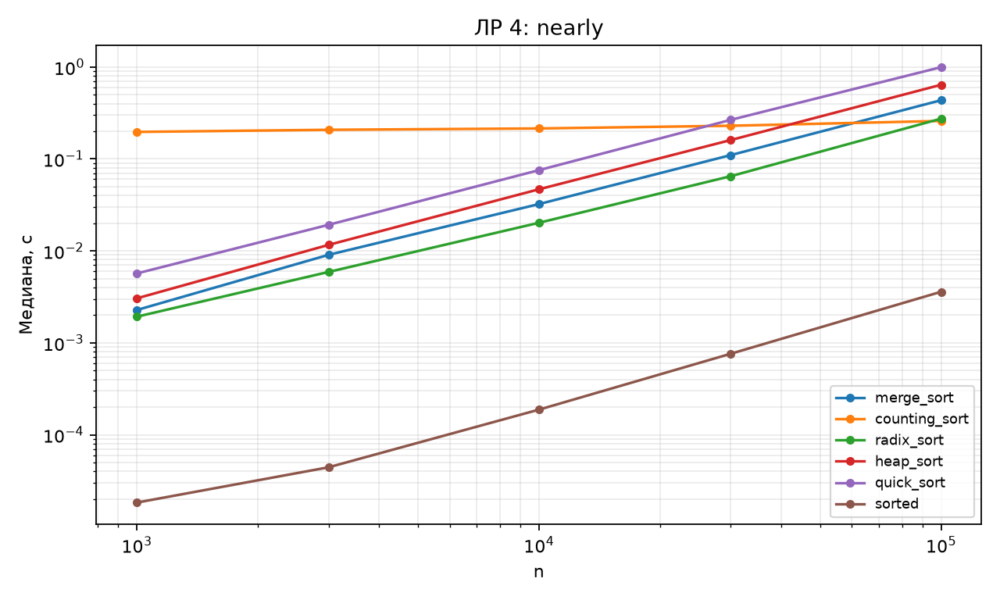 ЛР 4: nearly
10⁰
10⁻¹
10⁻²
10⁻³
10⁻⁴
Медиана, с
merge_sort
counting_sort
radix_sort
heap_sort
quick_sort
sorted
10³
10⁴
10⁵
n